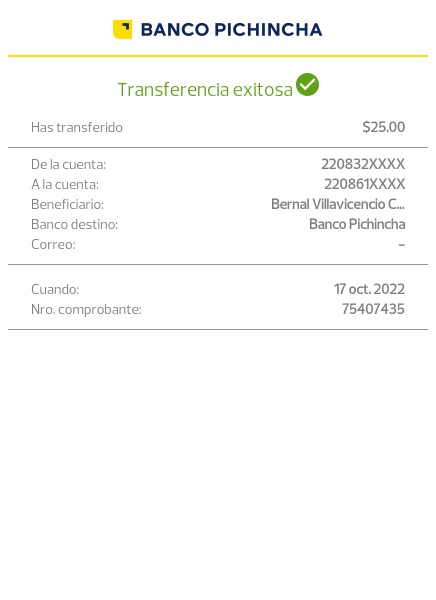 BANCO PICHINCHA
Transferencia exitosa
Has transferido $25.00
De la cuenta: 220832XXXX
A la cuenta: 220861XXXX
Beneficiario: Bernal Villavicencio C...
Banco destino: Banco Pichincha
Correo: –
Cuando: 17 oct. 2022
Nro. comprobante: 75407435